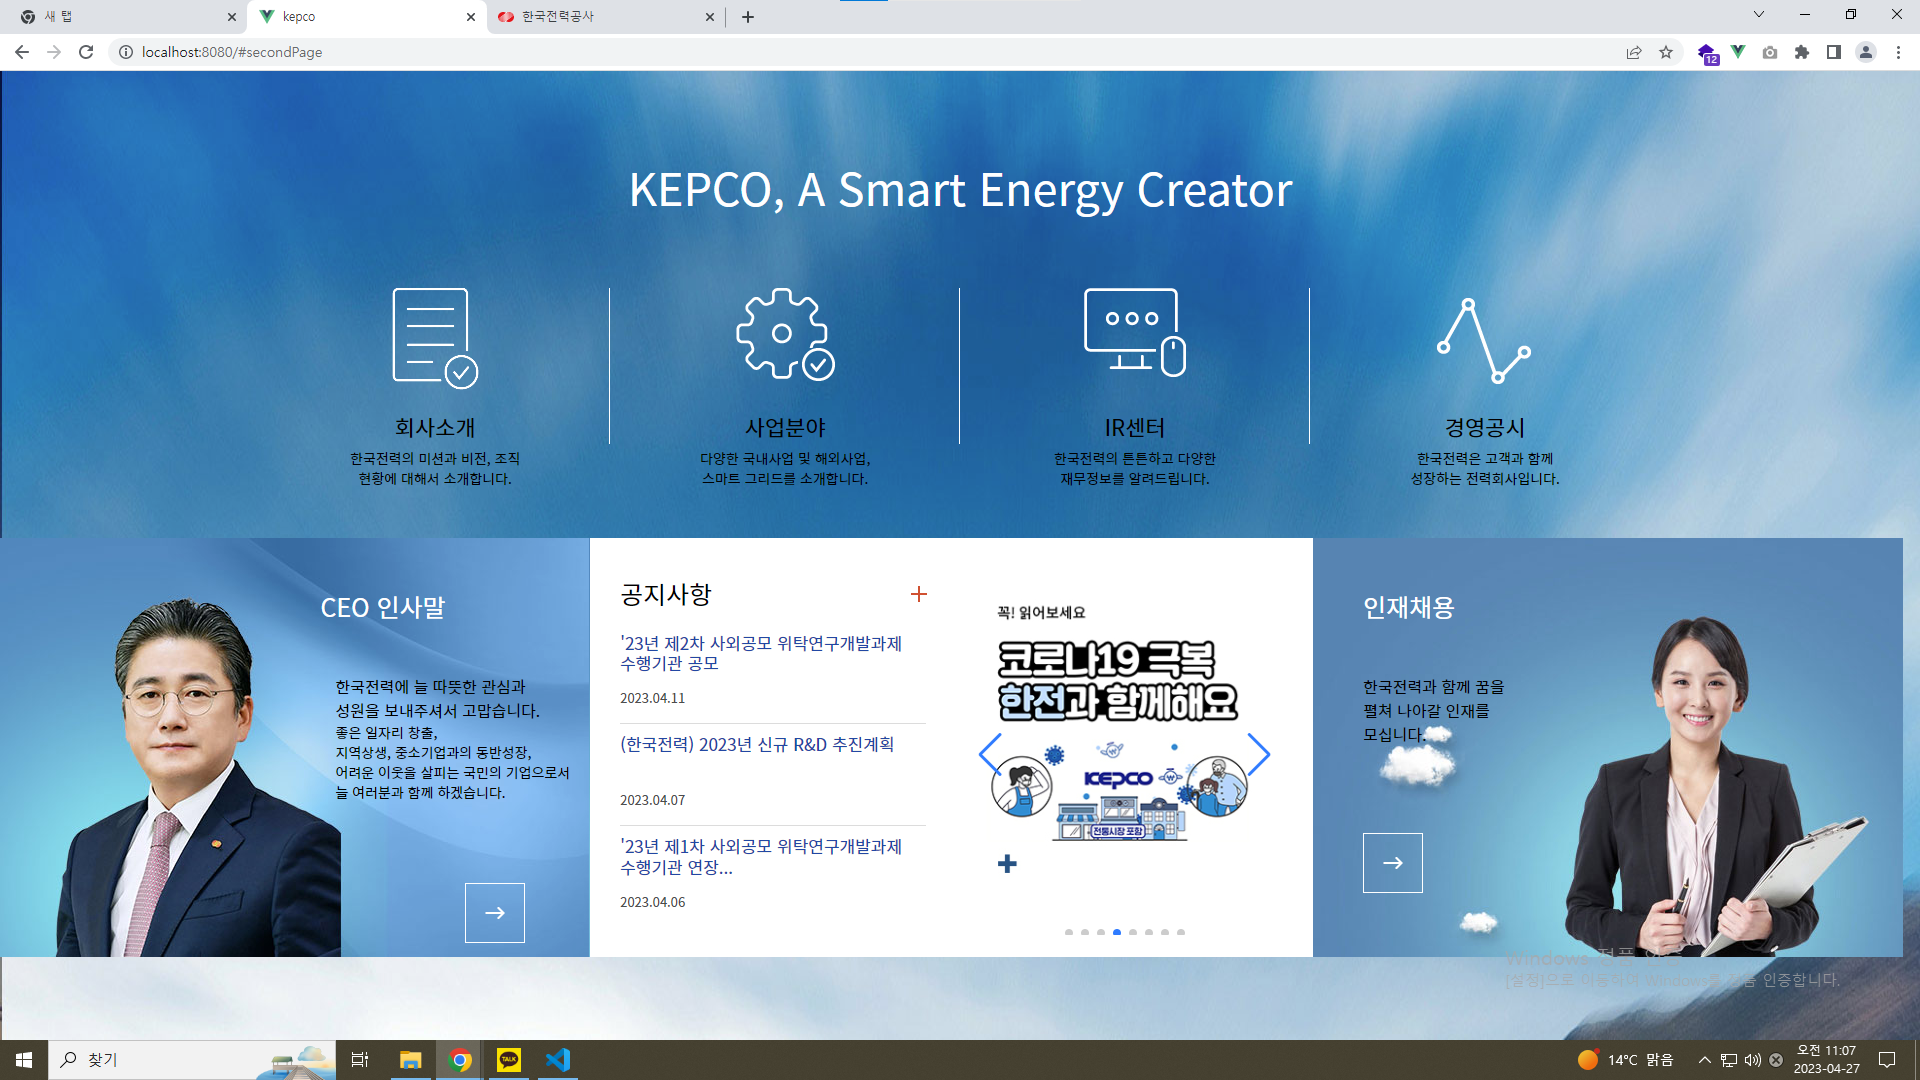 새 탭
kepco
한국전력공사
localhost:8080/#secondPage
12
KEPCO, A Smart Energy Creator
회사소개
한국전력의 미션과 비전, 조직
현황에 대해서 소개합니다.
사업분야
다양한 국내사업 및 해외사업,
스마트 그리드를 소개합니다.
IR센터
한국전력의 튼튼하고 다양한
재무정보를 알려드립니다.
경영공시
한국전력은 고객과 함께
성장하는 전력회사입니다.
CEO 인사말
한국전력에 늘 따뜻한 관심과
성원을 보내주셔서 고맙습니다.
좋은 일자리 창출,
지역상생, 중소기업과의 동반성장,
어려운 이웃을 살피는 국민의 기업으로서
늘 여러분과 함께 하겠습니다.
공지사항
'23년 제2차 사외공모 위탁연구개발과제
수행기관 공모
2023.04.11
(한국전력) 2023년 신규 R&D 추진계획
2023.04.07
'23년 제1차 사외공모 위탁연구개발과제
수행기관 연장...
2023.04.06
꼭! 읽어보세요
코로나19 극복
한전과 함께해요
KEPCO
전통시장 포함
인재채용
한국전력과 함께 꿈을
펼쳐 나아갈 인재를
모십니다.
Windows 정품
[설정]으로 이동하여 Windows를 정품 인증합니다.
찾기
TALK
14°C 맑음
오전 11:07
2023-04-27